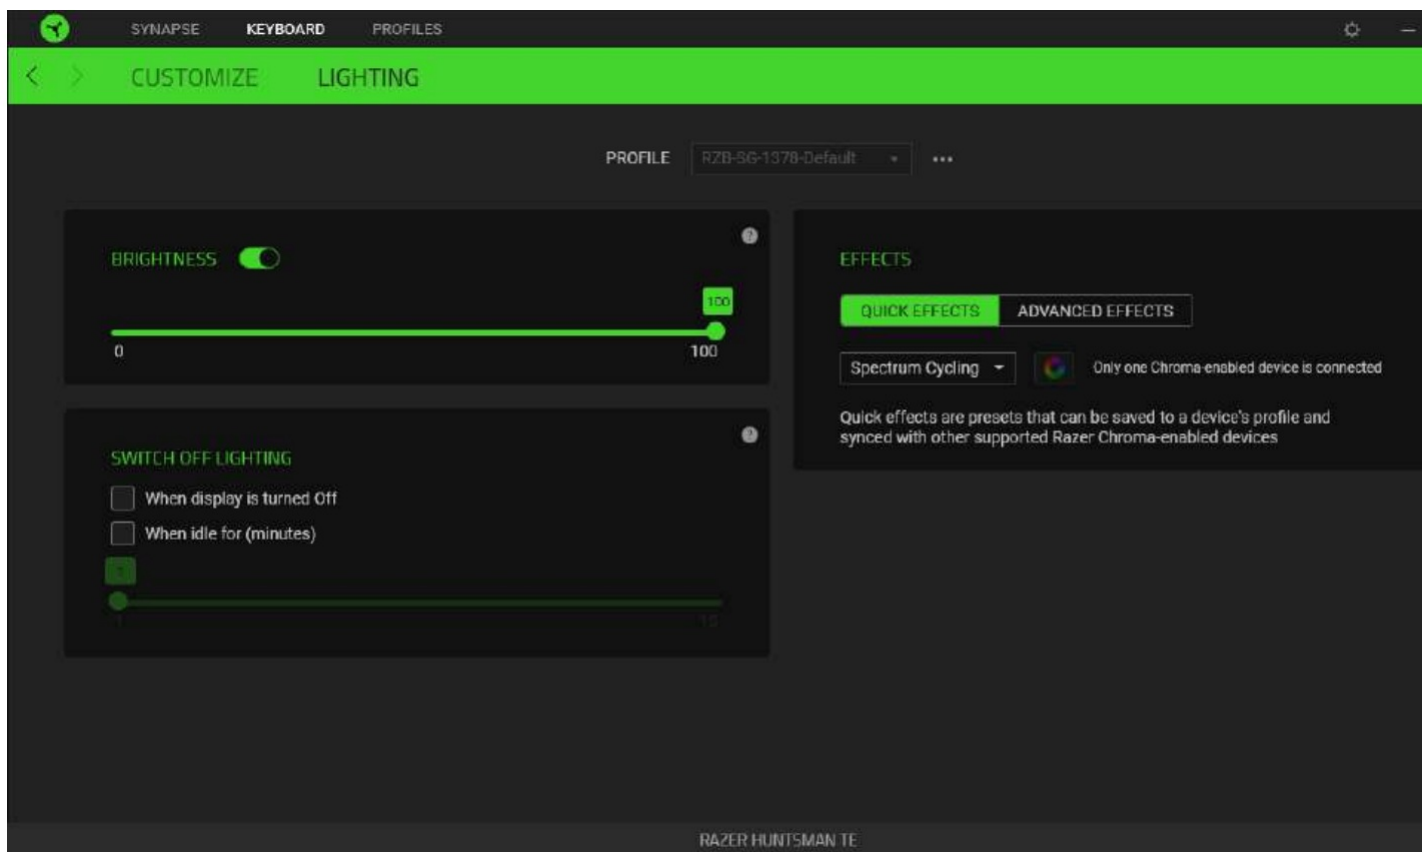 SYNAPSE KEYBOARD PROFILES
CUSTOMIZE LIGHTING
PROFILE RZB-SG-1378-Default
BRIGHTNESS
100
0 100
SWITCH OFF LIGHTING
When display is turned Off
When idle for (minutes)
1
EFFECTS
QUICK EFFECTS ADVANCED EFFECTS
Spectrum Cycling Only one Chroma-enabled device is connected
Quick effects are presets that can be saved to a device's profile and
synced with other supported Razer Chroma-enabled devices
RAZER HUNTSMAN TE